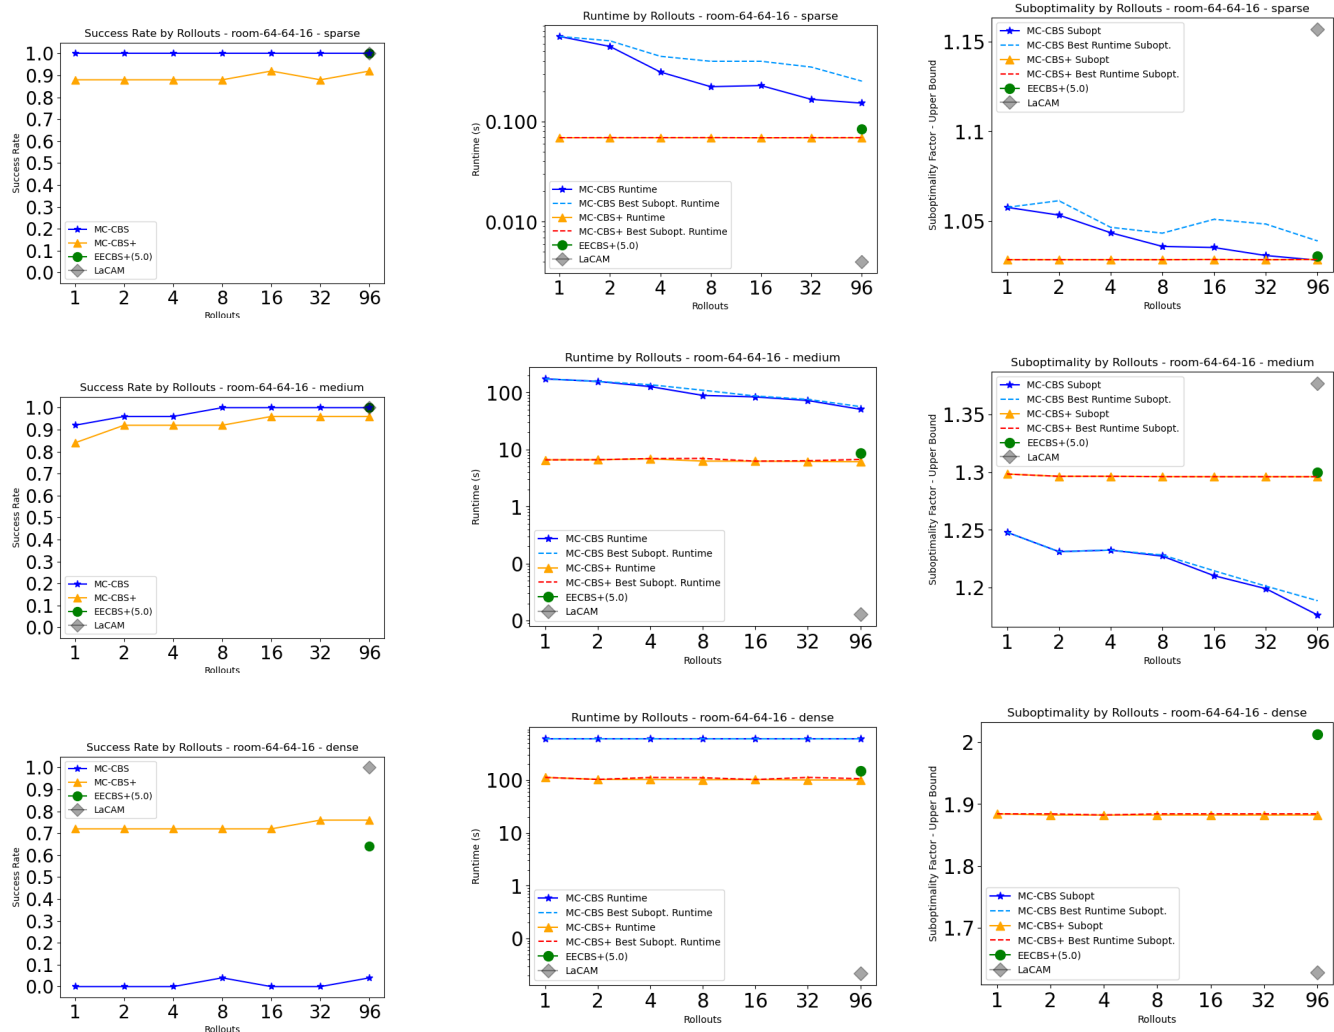 Success Rate by Rollouts - room-64-64-16 - sparse
Success Rate
1.0
0.9
0.8
0.7
0.6
0.5
0.4
0.3
0.2
0.1
0.0
MC-CBS
MC-CBS+
EECBS+(5.0)
LaCAM
1 2 4 8 16 32 96
Rollouts
Runtime by Rollouts - room-64-64-16 - sparse
Runtime (s)
0.100
0.010
MC-CBS Runtime
MC-CBS Best Subopt. Runtime
MC-CBS+ Runtime
MC-CBS+ Best Subopt. Runtime
EECBS+(5.0)
LaCAM
1 2 4 8 16 32 96
Rollouts
Suboptimality by Rollouts - room-64-64-16 - sparse
Suboptimality Factor - Upper Bound
1.15
1.1
1.05
MC-CBS Subopt
MC-CBS Best Runtime Subopt.
MC-CBS+ Subopt
MC-CBS+ Best Runtime Subopt.
EECBS+(5.0)
LaCAM
1 2 4 8 16 32 96
Rollouts
Success Rate by Rollouts - room-64-64-16 - medium
Success Rate
1.0
0.9
0.8
0.7
0.6
0.5
0.4
0.3
0.2
0.1
0.0
MC-CBS
MC-CBS+
EECBS+(5.0)
LaCAM
1 2 4 8 16 32 96
Rollouts
Runtime by Rollouts - room-64-64-16 - medium
Runtime (s)
100
10
1
0
0
MC-CBS Runtime
MC-CBS Best Subopt. Runtime
MC-CBS+ Runtime
MC-CBS+ Best Subopt. Runtime
EECBS+(5.0)
LaCAM
1 2 4 8 16 32 96
Rollouts
Suboptimality by Rollouts - room-64-64-16 - medium
Suboptimality Factor - Upper Bound
1.35
1.3
1.25
1.2
MC-CBS Subopt
MC-CBS Best Runtime Subopt.
MC-CBS+ Subopt
MC-CBS+ Best Runtime Subopt.
EECBS+(5.0)
LaCAM
1 2 4 8 16 32 96
Rollouts
Success Rate by Rollouts - room-64-64-16 - dense
Success Rate
1.0
0.9
0.8
0.7
0.6
0.5
0.4
0.3
0.2
0.1
0.0
MC-CBS
MC-CBS+
EECBS+(5.0)
LaCAM
1 2 4 8 16 32 96
Rollouts
Runtime by Rollouts - room-64-64-16 - dense
Runtime (s)
100
10
1
0
MC-CBS Runtime
MC-CBS Best Subopt. Runtime
MC-CBS+ Runtime
MC-CBS+ Best Subopt. Runtime
EECBS+(5.0)
LaCAM
1 2 4 8 16 32 96
Rollouts
Suboptimality by Rollouts - room-64-64-16 - dense
Suboptimality Factor - Upper Bound
2
1.9
1.8
1.7
MC-CBS Subopt
MC-CBS Best Runtime Subopt.
MC-CBS+ Subopt
MC-CBS+ Best Runtime Subopt.
EECBS+(5.0)
LaCAM
1 2 4 8 16 32 96
Rollouts